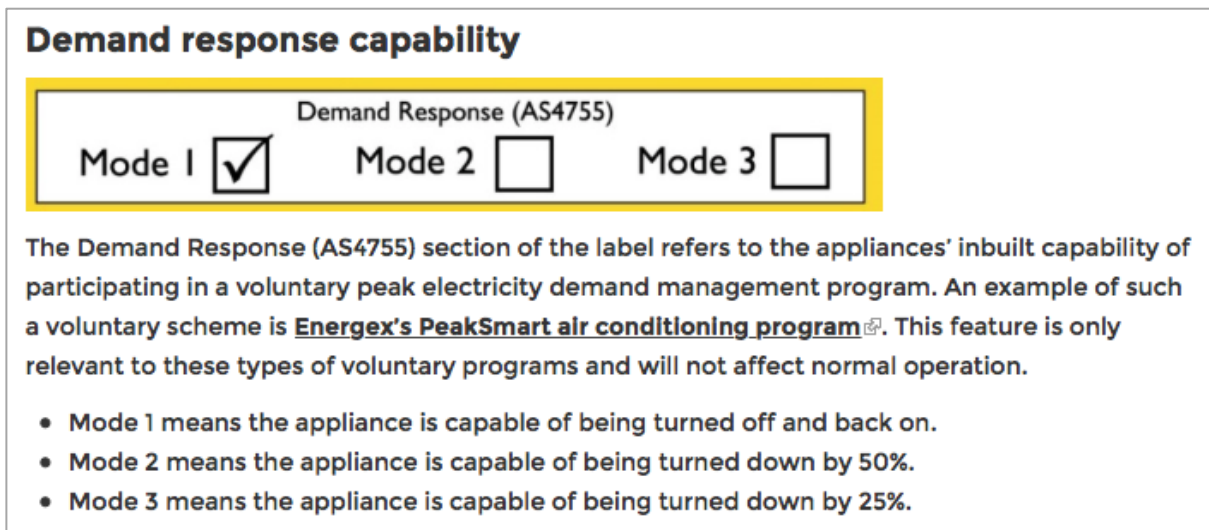 Demand response capability
Demand Response (AS4755)
Mode 1 Mode 2 Mode 3
The Demand Response (AS4755) section of the label refers to the appliances’ inbuilt capability of
participating in a voluntary peak electricity demand management program. An example of such
a voluntary scheme is Energex’s PeakSmart air conditioning program. This feature is only
relevant to these types of voluntary programs and will not affect normal operation.
• Mode 1 means the appliance is capable of being turned off and back on.
• Mode 2 means the appliance is capable of being turned down by 50%.
• Mode 3 means the appliance is capable of being turned down by 25%.